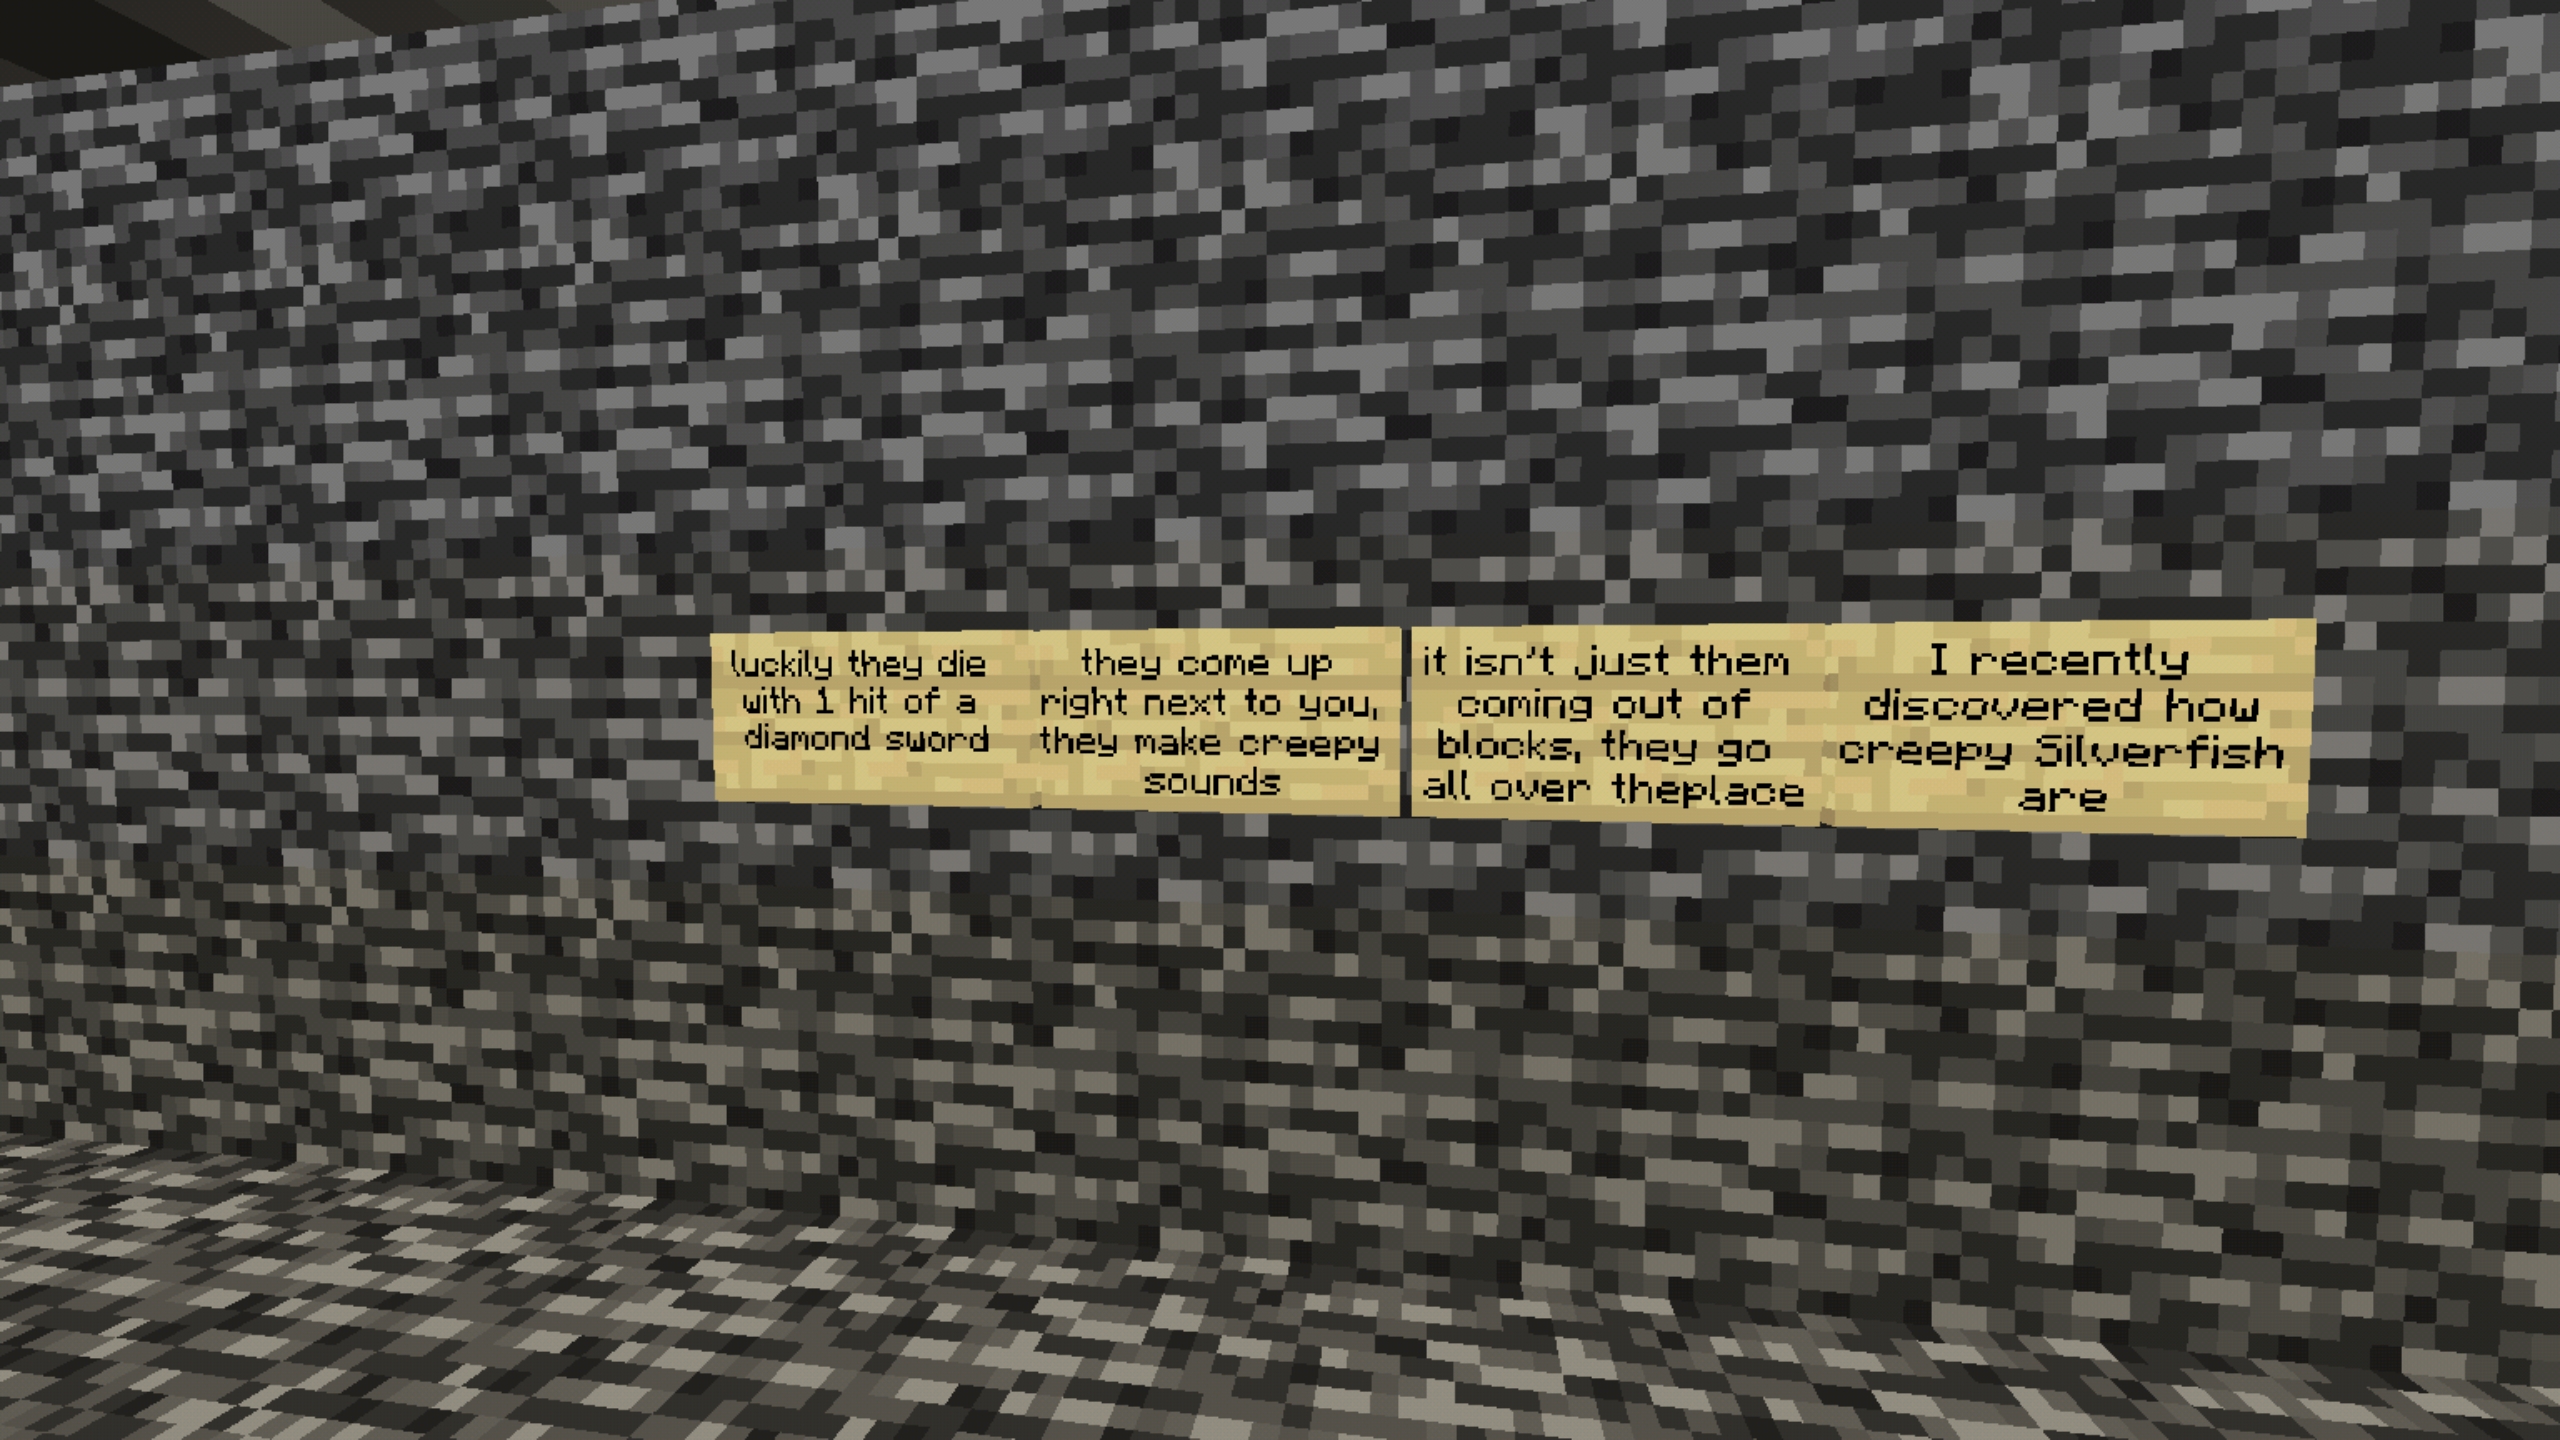 luckily they die
with 1 hit of a
diamond sword
they come up
right next to you,
they make creepy
sounds
it isn't just them
coming out of
blocks, they go
all over theplace
I recently
discovered how
creepy Silverfish
are